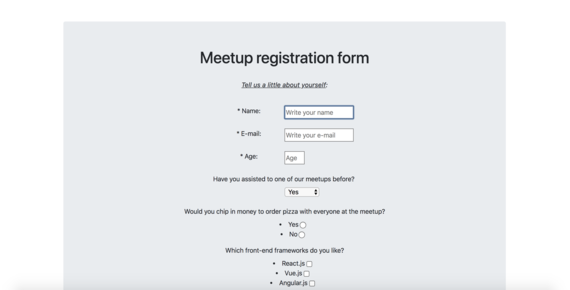 Meetup registration form
Tell us a little about yourself:
* Name: Write your name
* E-mail: Write your e-mail
* Age: Age
Have you assisted to one of our meetups before?
Yes
Would you chip in money to order pizza with everyone at the meetup?
• Yes
• No
Which front-end frameworks do you like?
• React.js
• Vue.js
• Angular.js